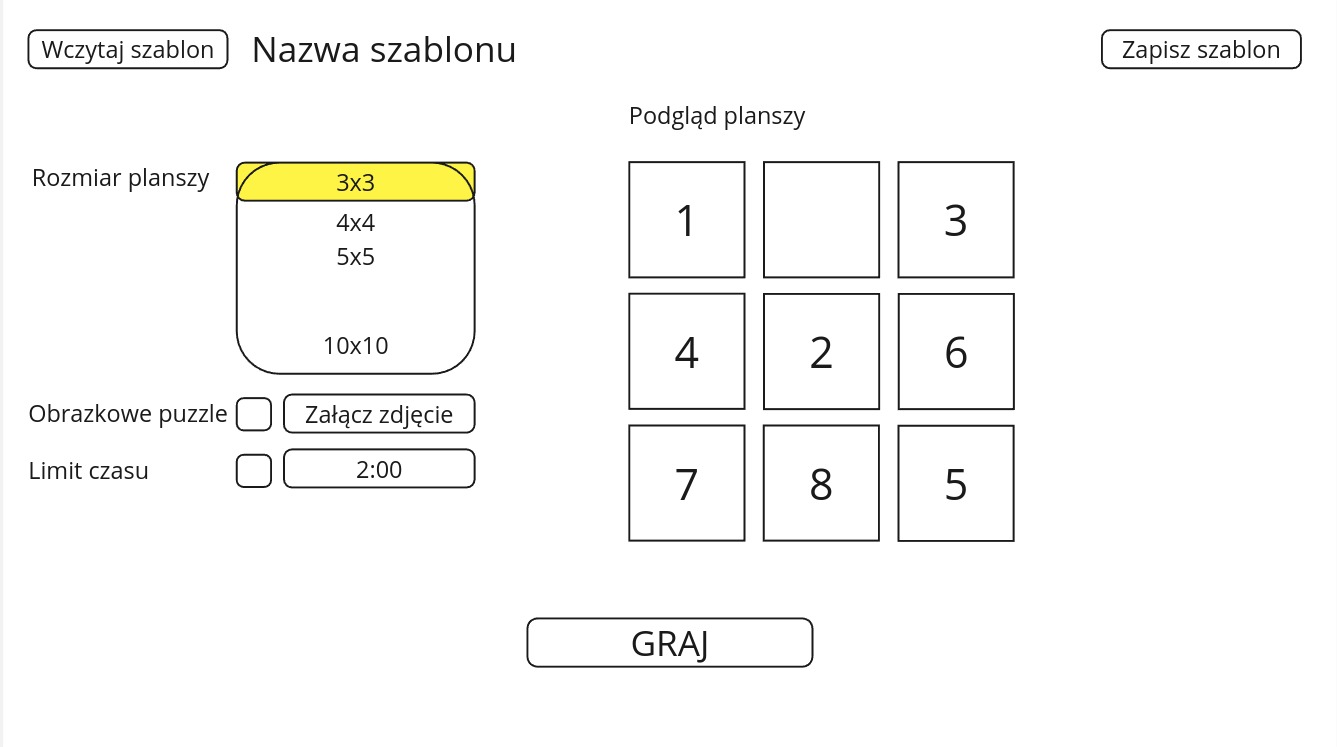 Wczytaj szablon
Nazwa szablonu
Zapisz szablon
Podgląd planszy
Rozmiar planszy
3x3
4x4
5x5
10x10
Obrazkowe puzzle
Załącz zdjęcie
Limit czasu
2:00
1
3
4
2
6
7
8
5
GRAJ